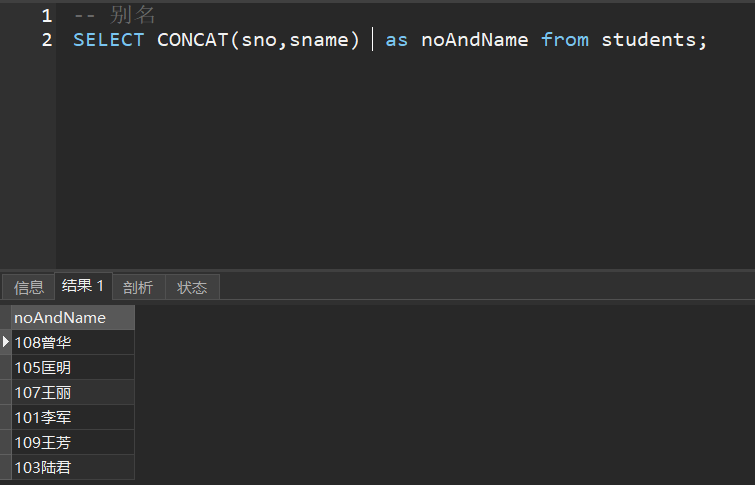 1 -- 别名
2 SELECT CONCAT(sno,sname) as noAndName from students;
信息 结果 1 剖析 状态
noAndName
108曾华
105匡明
107王丽
101李军
109王芳
103陆君